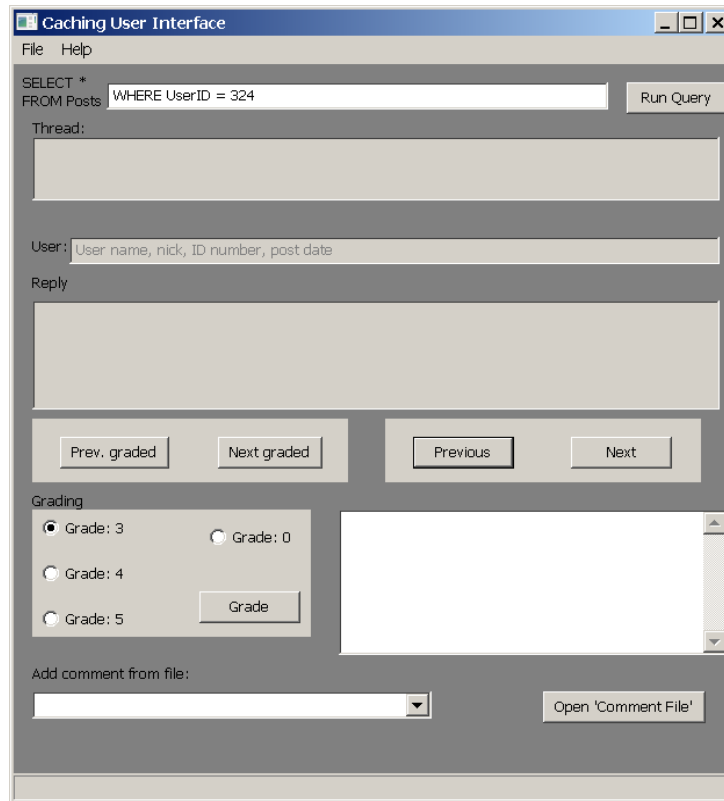 Caching User Interface
File Help
SELECT *
FROM Posts WHERE UserID = 324 Run Query
Thread:
User: User name, nick, ID number, post date
Reply
Prev. graded Next graded Previous Next
Grading
Grade: 3 Grade: 0
Grade: 4
Grade
Grade: 5
Add comment from file:
Open 'Comment File'